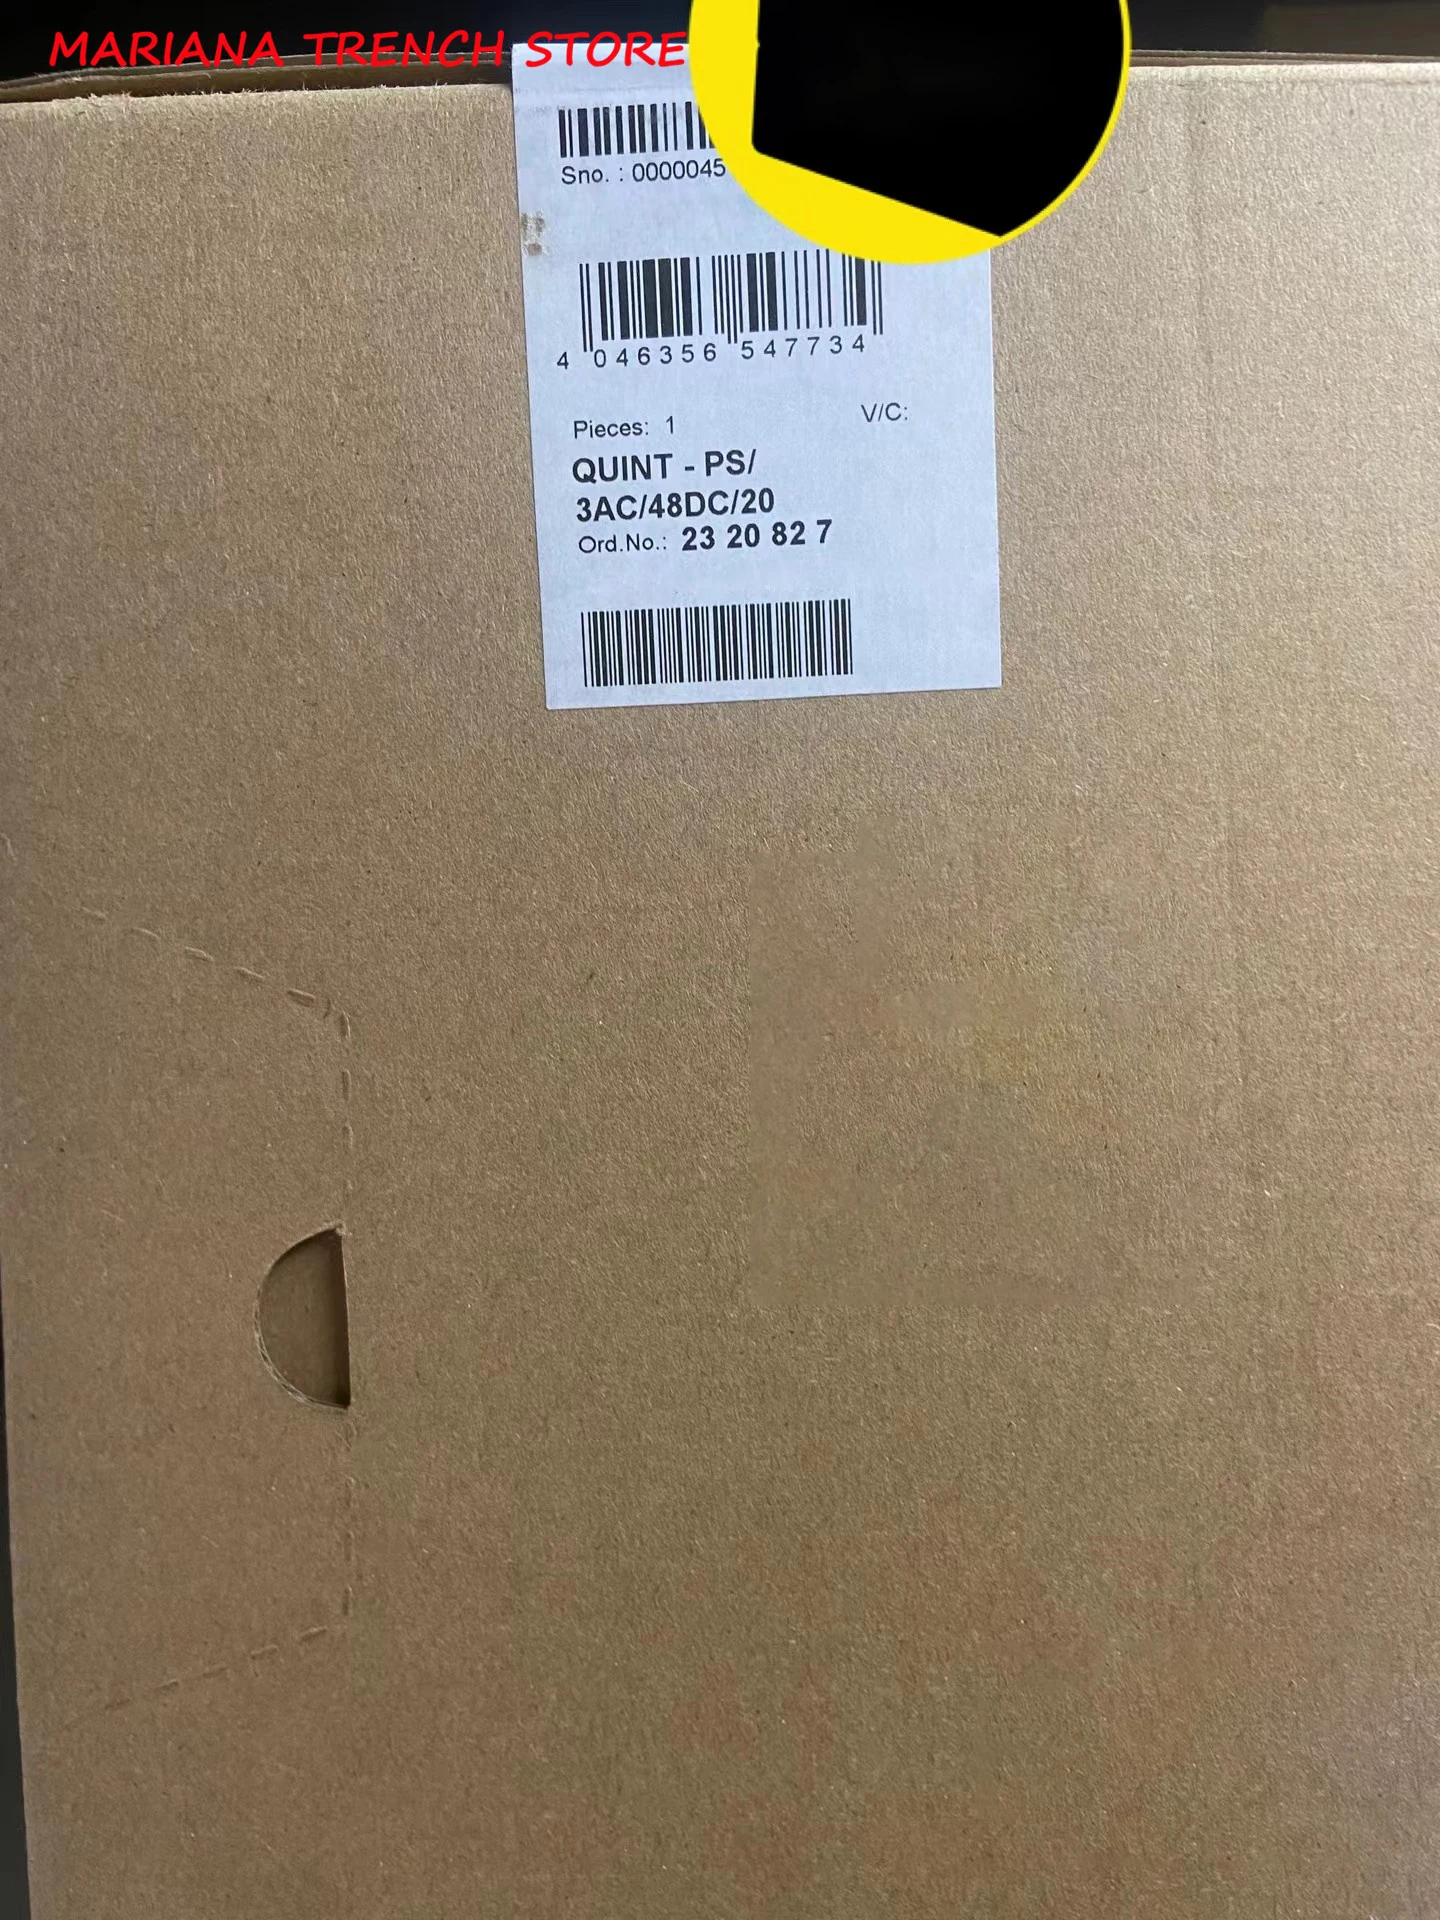 MARIANA TRENCH STORE
Sno. : 0000045
4 046356 547734
Pieces: 1
V/C:
QUINT - PS/
3AC/48DC/20
Ord.No.: 23 20 82 7